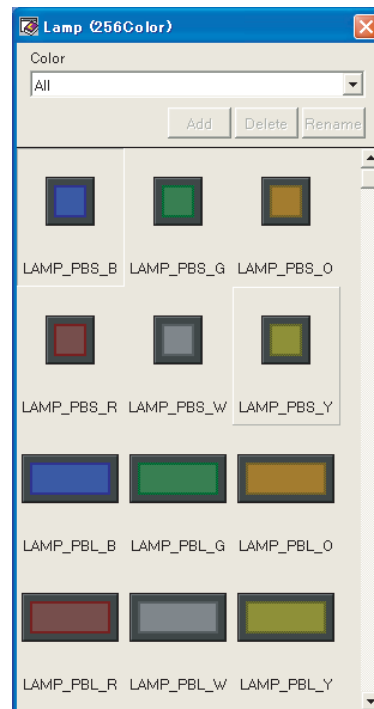 Lamp (256Color)
Color
All
Add Delete Rename
LAMP_PBS_B LAMP_PBS_G LAMP_PBS_O
LAMP_PBS_R LAMP_PBS_W LAMP_PBS_Y
LAMP_PBL_B LAMP_PBL_G LAMP_PBL_O
LAMP_PBL_R LAMP_PBL_W LAMP_PBL_Y